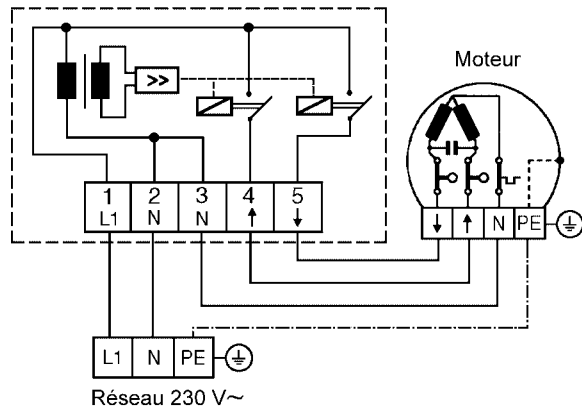 Moteur
>>
1 2 3 4 5
L1 N N ↑ ↓
↓ ↑ N PE
L1 N PE
Réseau 230 V~